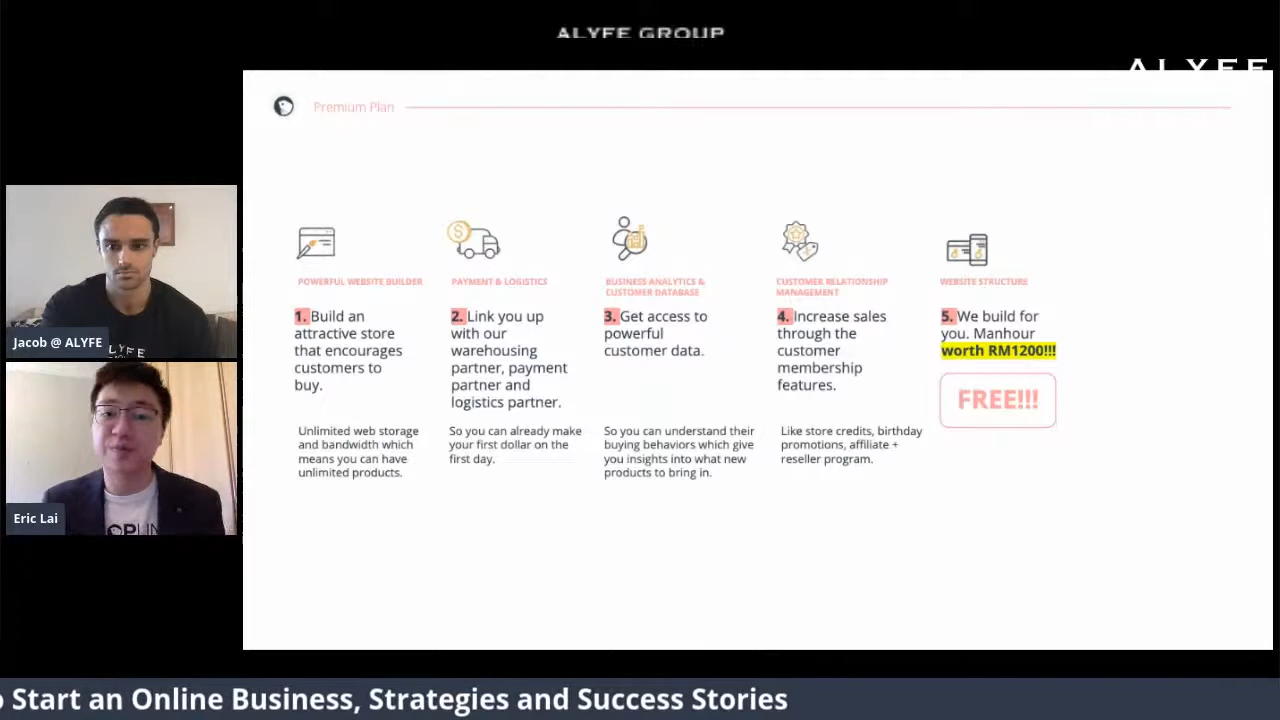 ALYFE GROUP
ALYFE
Premium Plan
POWERFUL WEBSITE BUILDER
1. Build an
attractive store
that encourages
customers to
buy.
Unlimited web storage
and bandwidth which
means you can have
unlimited products.
PAYMENT & LOGISTICS
2. Link you up
with our
warehousing
partner, payment
partner and
logistics partner.
So you can already make
your first dollar on the
first day.
BUSINESS ANALYTICS &
CUSTOMER DATABASE
3. Get access to
powerful
customer data.
So you can understand their
buying behaviors which give
you insights into what new
products to bring in.
CUSTOMER RELATIONSHIP
MANAGEMENT
4. Increase sales
through the
customer
membership
features.
Like store credits, birthday
promotions, affiliate +
reseller program.
WEBSITE STRUCTURE
5. We build for
you. Manhour
worth RM1200!!!
FREE!!!
Jacob @ ALYFE
LYFE
Eric Lai
OPLIN
o Start an Online Business, Strategies and Success Stories